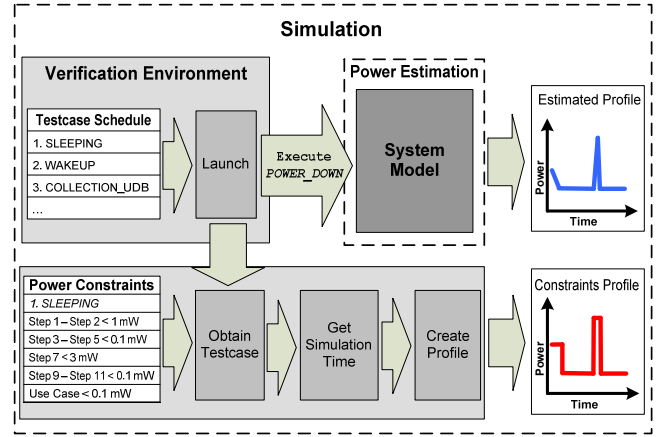 Simulation
Verification Environment
Testcase Schedule
1. SLEEPING
2. WAKEUP
3. COLLECTION_UDB
...
Launch
Execute
POWER_DOWN
Power Estimation
System
Model
Estimated Profile
Power
Time
Power Constraints
1. SLEEPING
Step 1 – Step 2 < 1 mW
Step 3 – Step 5 < 0.1 mW
Step 7 < 3 mW
Step 9 – Step 11 < 0.1 mW
Use Case < 0.1 mW
Obtain
Testcase
Get
Simulation
Time
Create
Profile
Constraints Profile
Power
Time